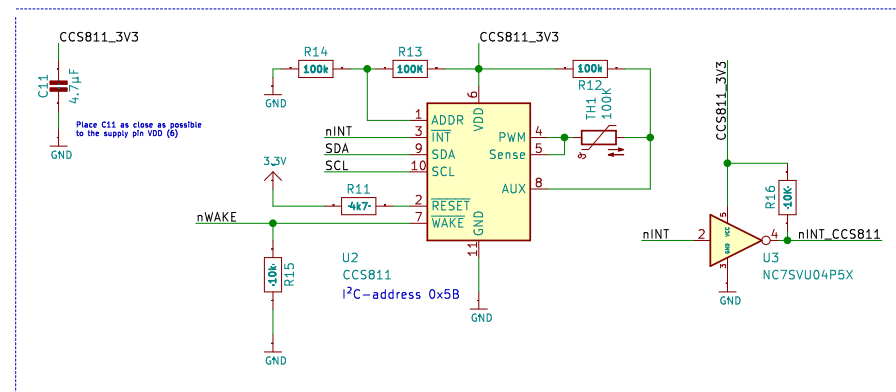 CCS811_3V3
C11
4.7µF
GND
Place C11 as close as possible
to the supply pin VDD (6)
R14
100k
R13
100K
GND
CCS811_3V3
R12
100k
TH1
100K
6
VDD
1
ADDR
nINT
3
INT
SDA
9
SDA
SCL
10
SCL
PWM
4
Sense
5
AUX
8
3.3V
R11
4k7
2
RESET
nWAKE
7
WAKE
GND
11
R15
10k
GND
U2
CCS811
I²C-address 0x5B
GND
CCS811_3V3
R16
10K
nINT
2
5
VCC
GND
3
4
nINT_CCS811
U3
NC7SVU04P5X
GND